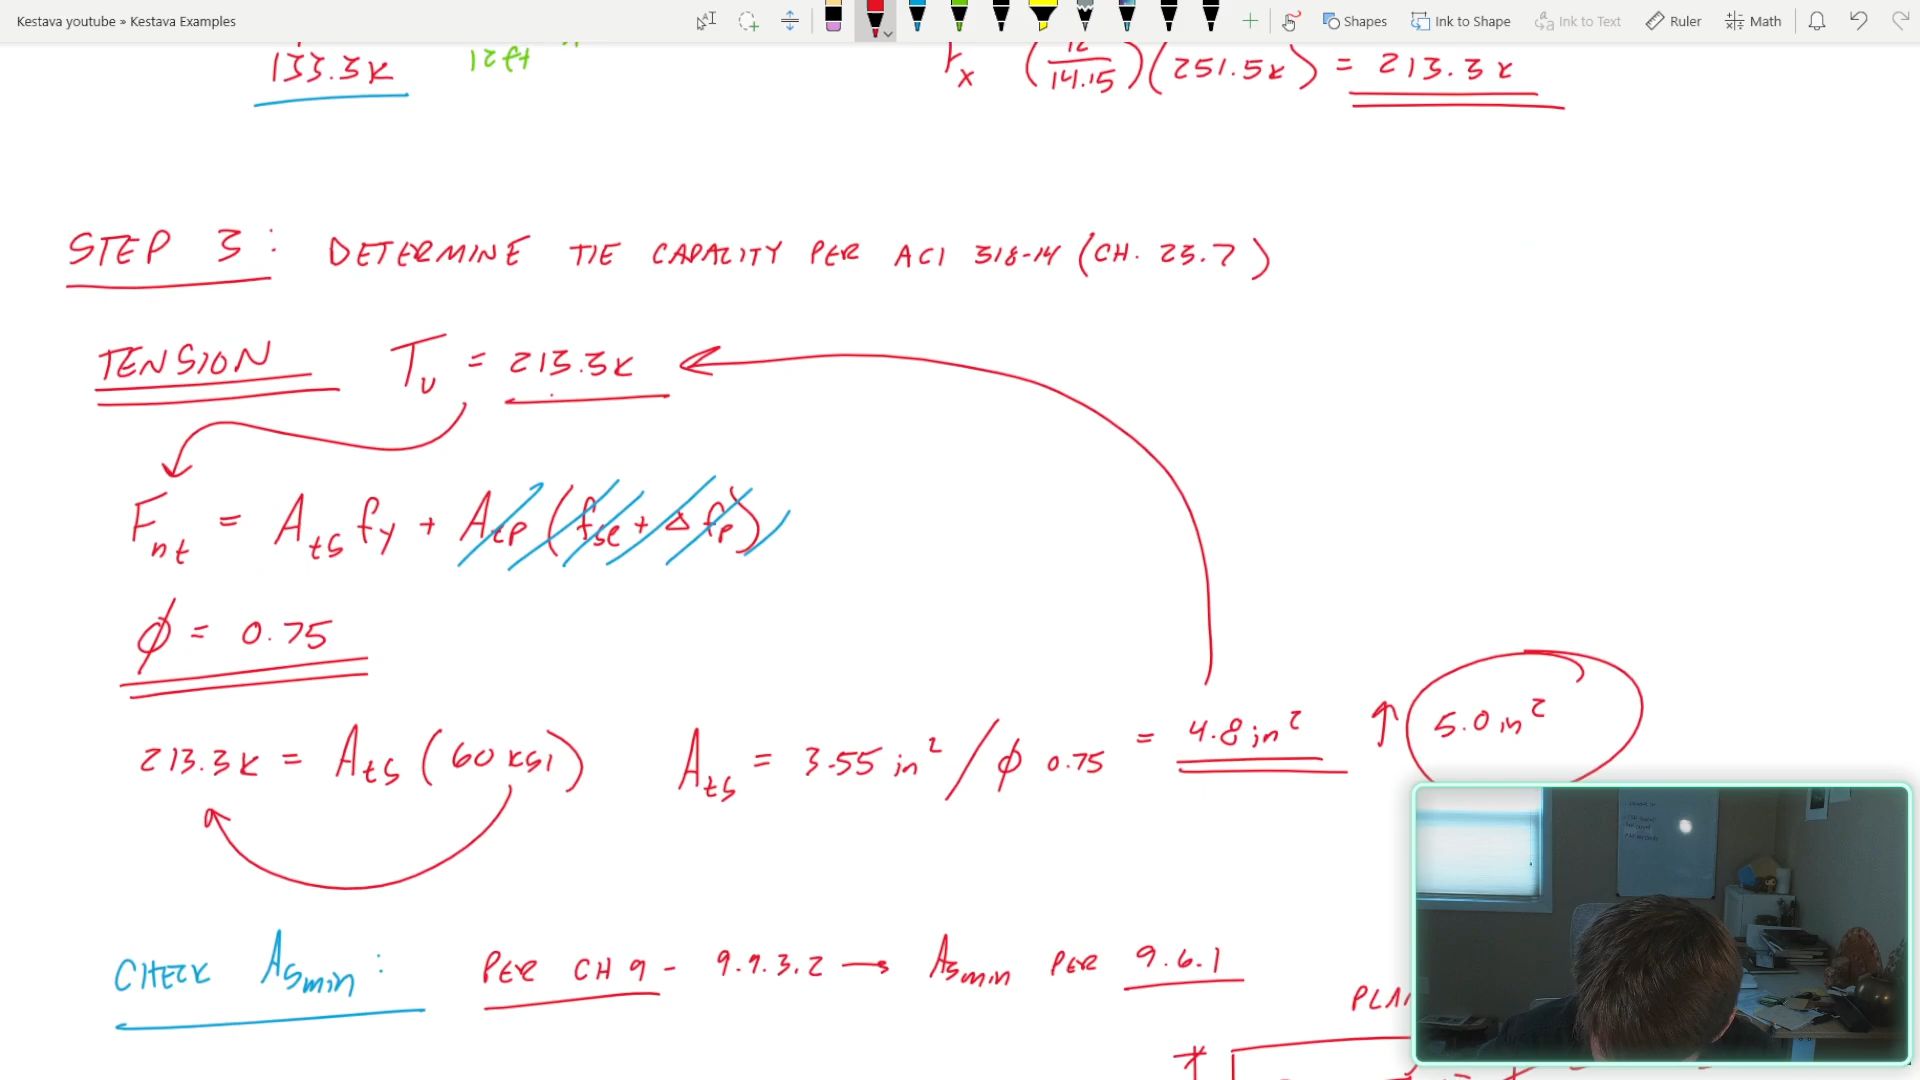 Kestava youtube » Kestava Examples
Shapes
Ink to Shape
Ink to Text
Ruler
Math
133.3k
12ft
Fx (12/14.15)(251.5k) = 213.3k
STEP 3: DETERMINE TIE CAPACITY PER ACI 318-14 (CH. 23.7)
TENSION Tu = 213.3k
Fnt = Ats fy + Atp (fse + Δfp)
ϕ = 0.75
213.3k = Ats (60 ksi) Ats = 3.55 in² / ϕ 0.75 = 4.8 in² ↑ 5.0 in²
CHECK Asmin: PER CH 9 - 9.9.3.2 → Asmin PER 9.6.1